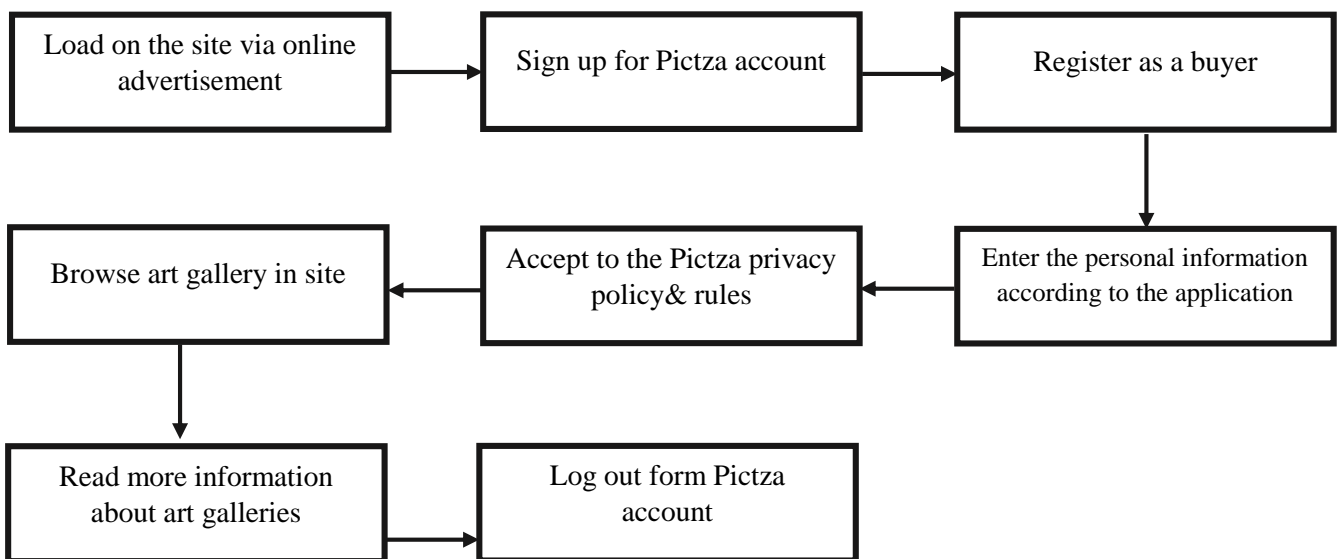 Load on the site via online
advertisement
Sign up for Pictza account
Register as a buyer
Enter the personal information
according to the application
Accept to the Pictza privacy
policy& rules
Browse art gallery in site
Read more information
about art galleries
Log out form Pictza
account